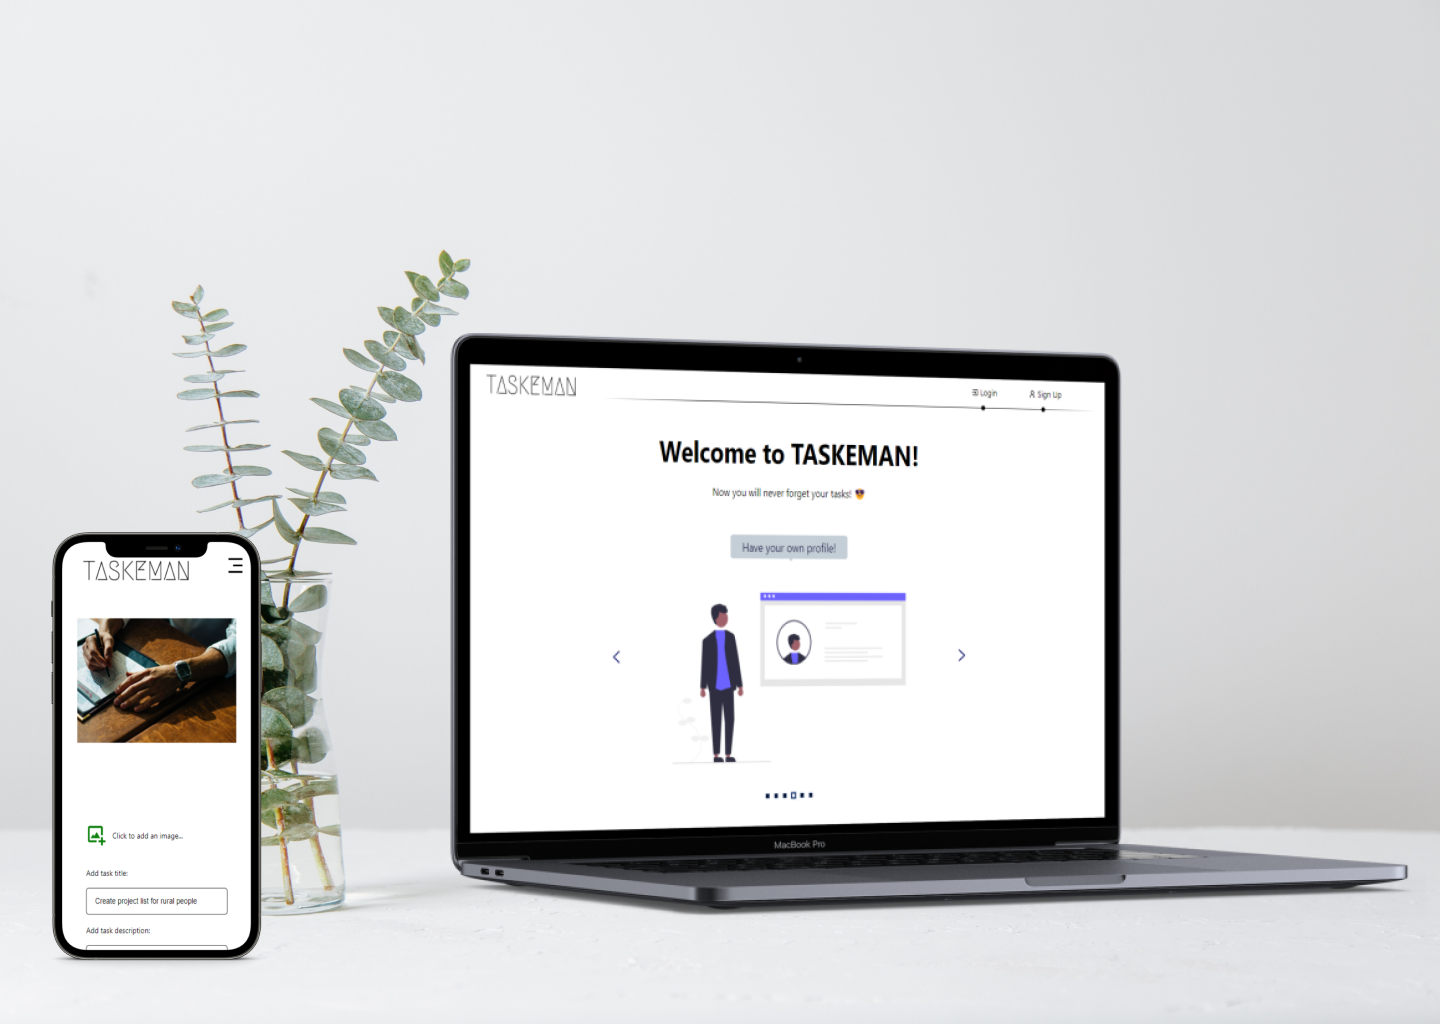 TASKEMAN
Login
Sign Up
Welcome to TASKEMAN!
Now you will never forget your tasks!
Have your own profile!
MacBook Pro
TASKEMAN
Click to add an image...
Add task title:
Create project list for rural people
Add task description: